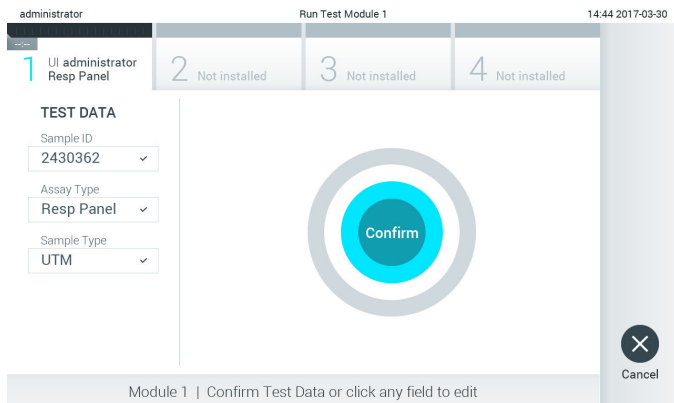 administrator
Run Test Module 1
14:44 2017-03-30
--:--
1
UI administrator
Resp Panel
2 Not installed
3 Not installed
4 Not installed
TEST DATA
Sample ID
2430362
Assay Type
Resp Panel
Sample Type
UTM
Confirm
Cancel
Module 1 | Confirm Test Data or click any field to edit